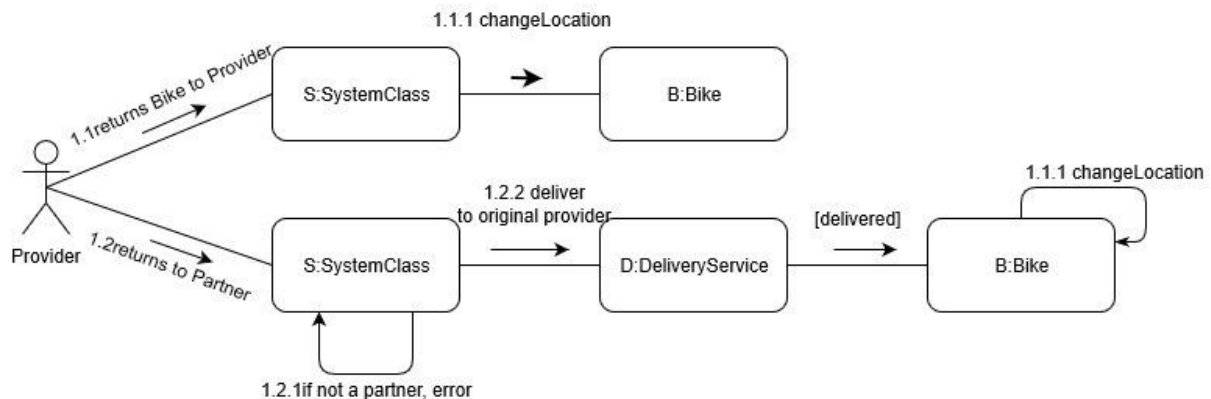 1.1.1 changeLocation
1.1returns Bike to Provider
S:SystemClass
B:Bike
Provider
1.2returns to Partner
S:SystemClass
1.2.2 deliver
to original provider
D:DeliveryService
[delivered]
1.1.1 changeLocation
B:Bike
1.2.1if not a partner, error